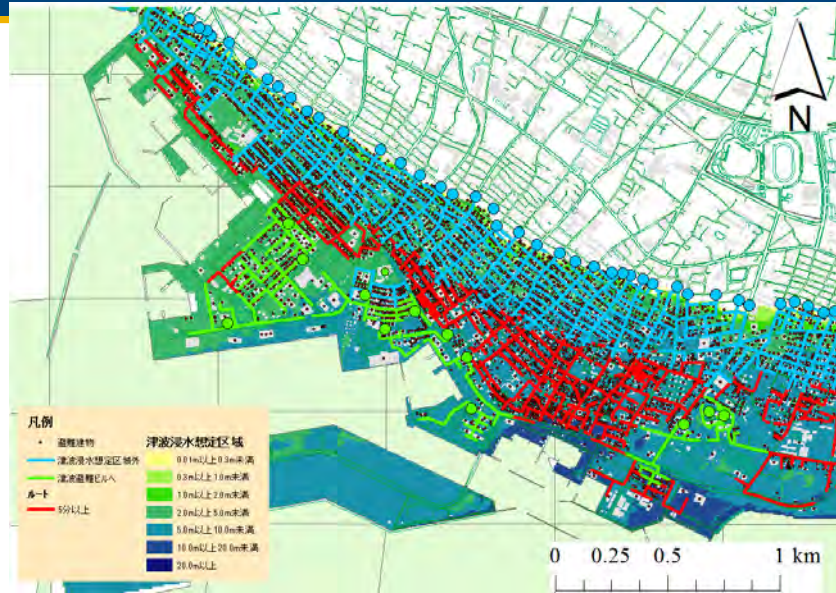 N
凡例
避難建物
津波浸水想定区域外
津波避難ビルへ
ルート
5分以上
津波浸水想定区域
0.01m以上0.3m未満
0.3m以上1.0m未満
1.0m以上2.0m未満
2.0m以上5.0m未満
5.0m以上10.0m未満
10.0m以上20.0m未満
20.0m以上
0 0.25 0.5 1 km